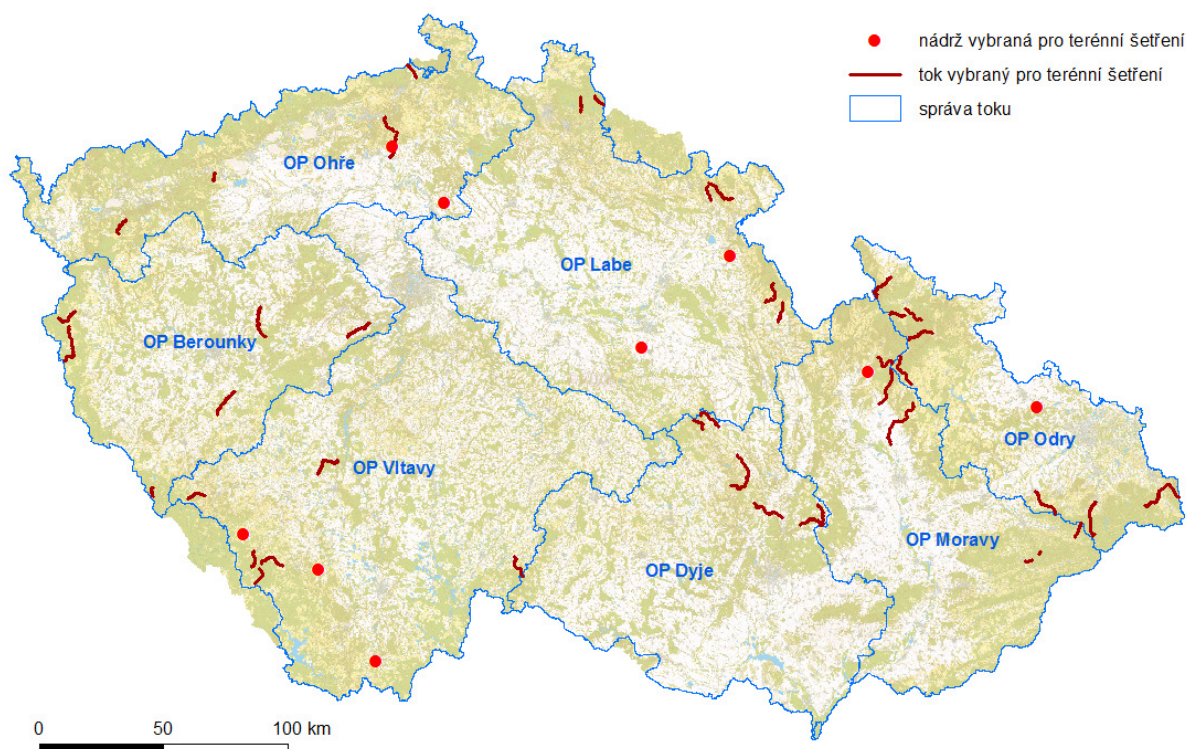 nádrž vybraná pro terénní šetření
tok vybraný pro terénní šetření
správa toku
OP Ohře
OP Labe
OP Berounky
OP Vltavy
OP Odry
OP Moravy
OP Dyje
0 50 100 km